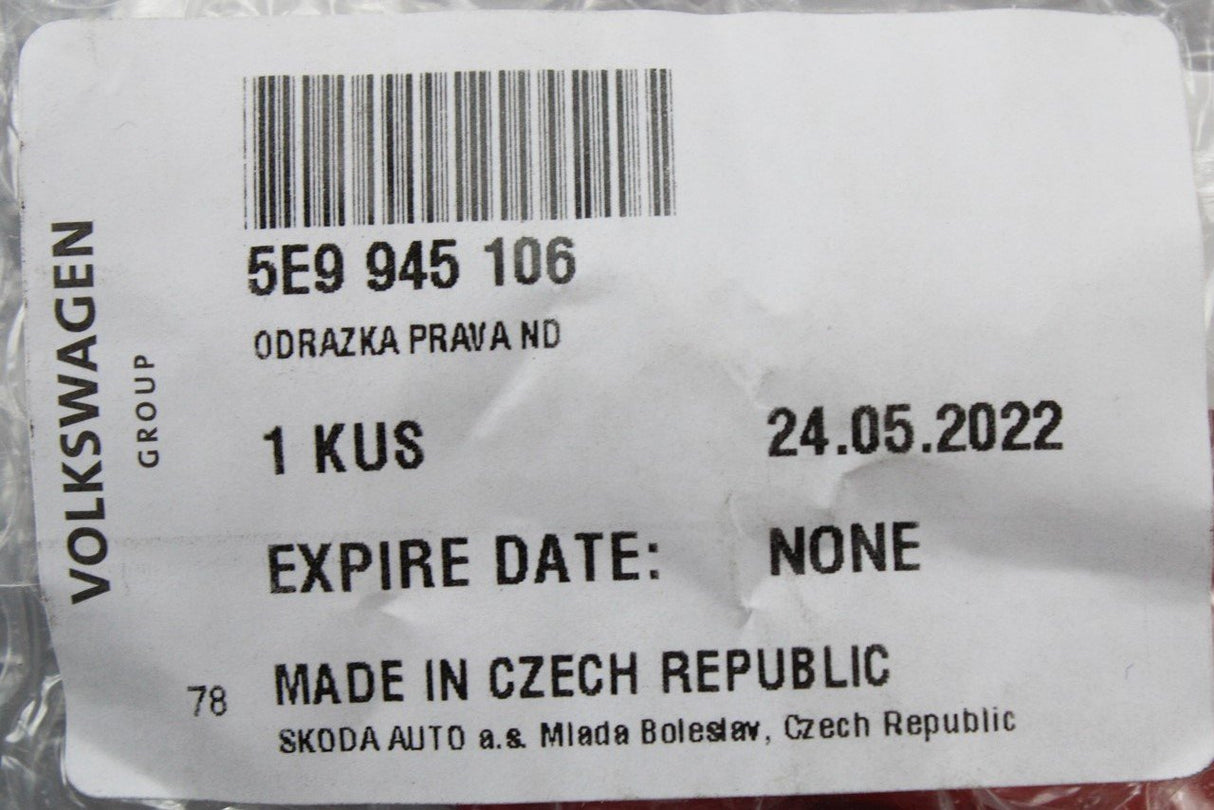 VOLKSWAGEN
GROUP
5E9 945 106
ODRAZKA PRAVA ND
1 KUS 24.05.2022
EXPIRE DATE: NONE
MADE IN CZECH REPUBLIC
78
SKODA AUTO a.s. Mlada Boleslav, Czech Republic